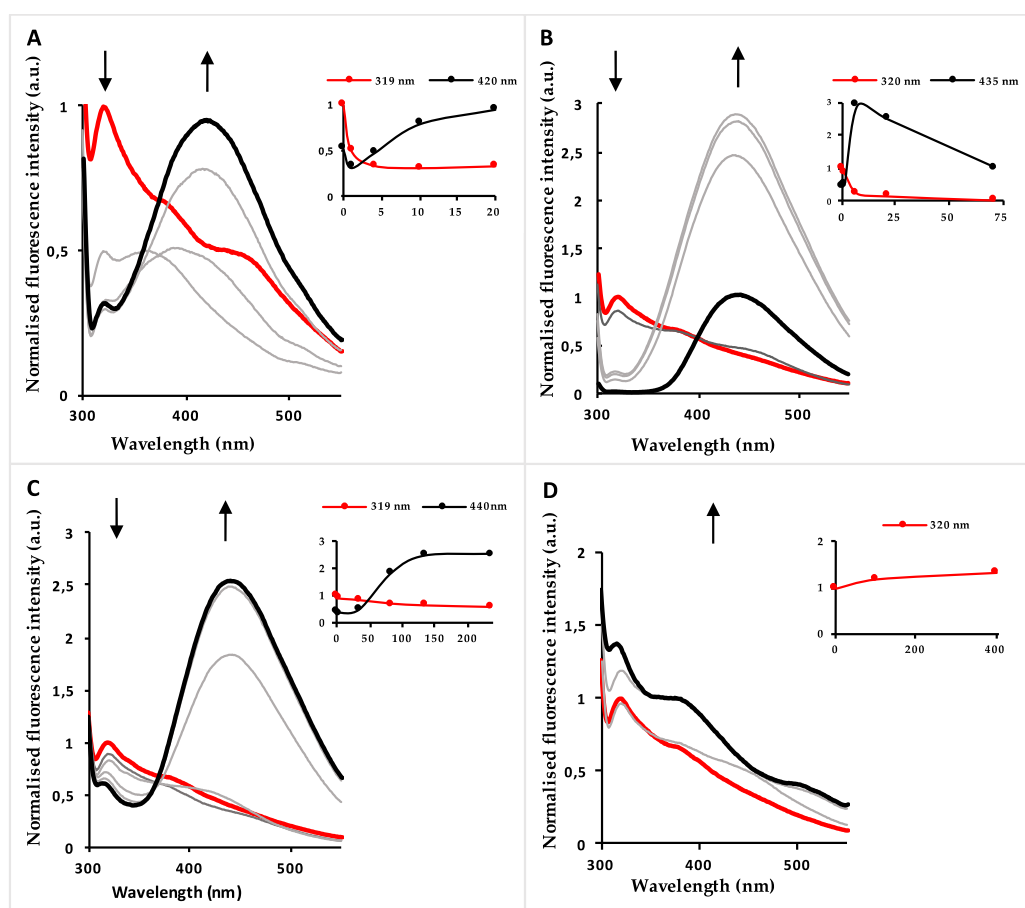 A
319 nm 420 nm
Normalised fluorescence intensity (a.u.)
1
0,5
0
300 400 500
Wavelength (nm)
1
0,5
0
0 5 10 15 20
B
320 nm 435 nm
Normalised fluorescence intensity (a.u.)
3
2,5
2
1,5
1
0,5
0
300 400 500
Wavelength (nm)
3
2
1
0
0 25 50 75
C
319 nm 440nm
Normalised fluorescence intensity (a.u.)
3
2,5
2
1,5
1
0,5
0
300 400 500
Wavelength (nm)
3
2
1
0
0 50 100 150 200
D
320 nm
Normalised fluorescence intensity (a.u.)
2
1,5
1
0,5
0
300 400 500
Wavelength (nm)
2
1
0
0 200 400